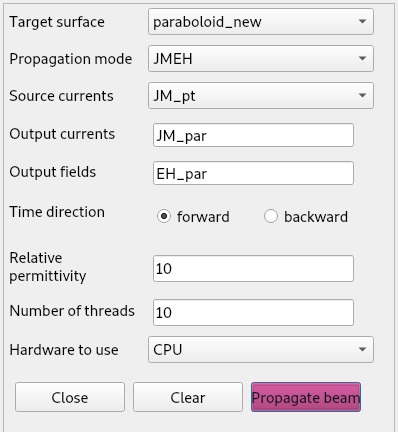 Target surface paraboloid_new
Propagation mode JMEH
Source currents JM_pt
Output currents JM_par
Output fields EH_par
Time direction forward backward
Relative
permittivity 10
Number of threads 10
Hardware to use CPU
Close Clear Propagate beam